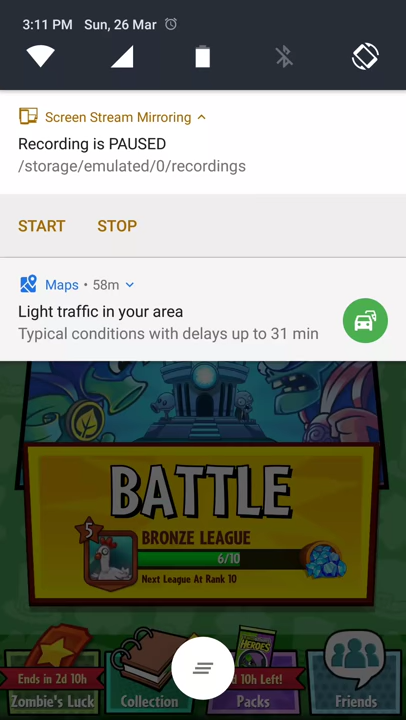 3:11 PM Sun, 26 Mar
Screen Stream Mirroring
Recording is PAUSED
/storage/emulated/0/recordings
START STOP
Maps • 58m
Light traffic in your area
Typical conditions with delays up to 31 min
BATTLE
5
BRONZE LEAGUE
6/10
Next League At Rank 10
HEROES
Ends in 2d 10h
10h Left!
Zombie's Luck
Collection
Packs
Friends